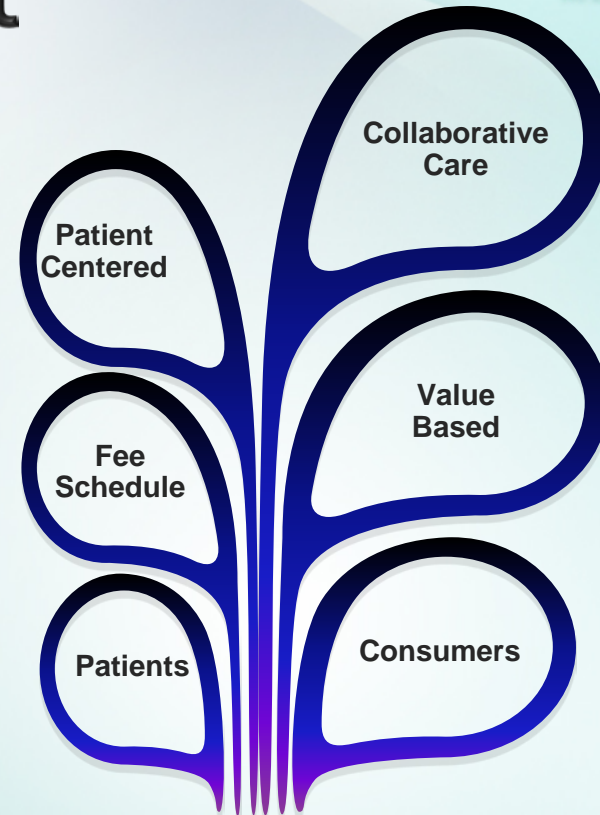 t
Collaborative
Care
Patient
Centered
Value
Based
Fee
Schedule
Consumers
Patients